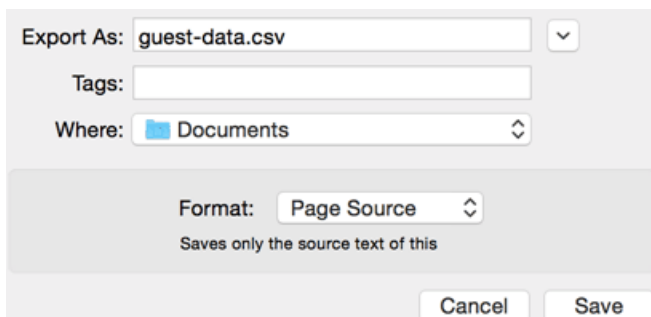 Export As: guest-data.csv
Tags:
Where: Documents
Format: Page Source
Saves only the source text of this
Cancel Save